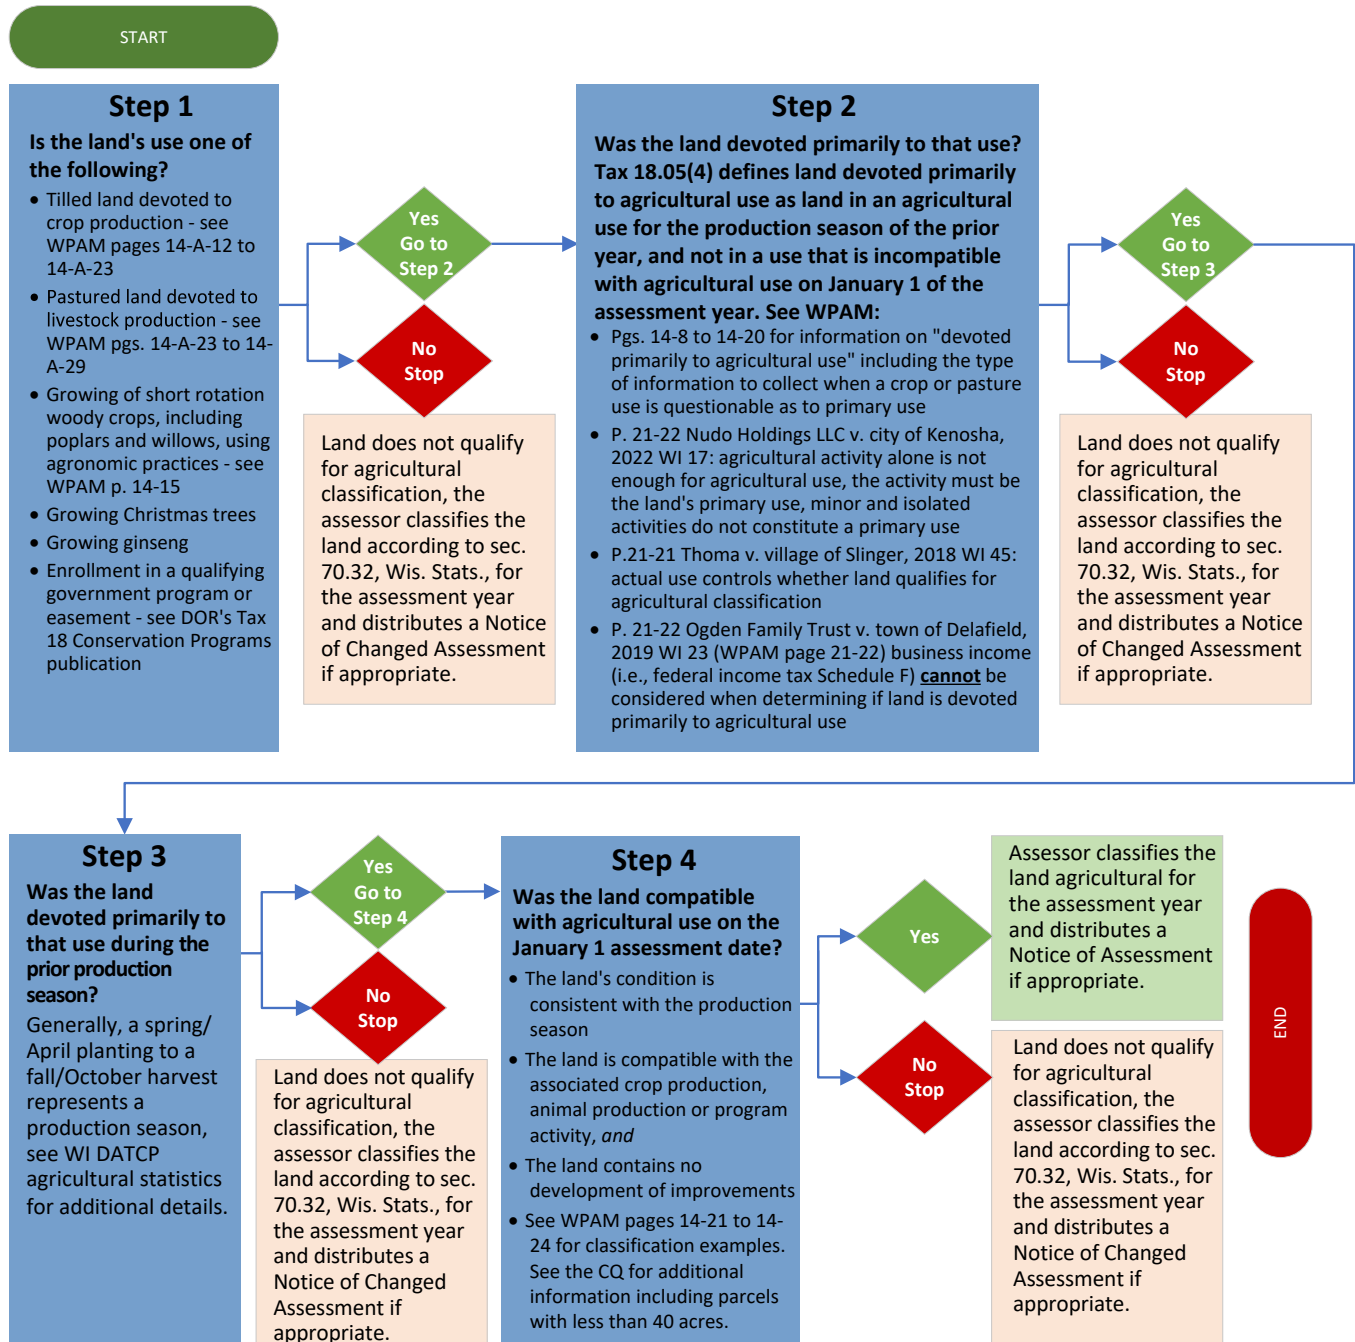 START
Step 1
Is the land's use one of
the following?
• Tilled land devoted to
crop production - see
WPAM pages 14-A-12 to
14-A-23
• Pastured land devoted to
livestock production - see
WPAM pgs. 14-A-23 to 14-
A-29
• Growing of short rotation
woody crops, including
poplars and willows, using
agronomic practices - see
WPAM p. 14-15
• Growing Christmas trees
• Growing ginseng
• Enrollment in a qualifying
government program or
easement - see DOR's Tax
18 Conservation Programs
publication
Yes
Go to
Step 2
No
Stop
Land does not qualify
for agricultural
classification, the
assessor classifies the
land according to sec.
70.32, Wis. Stats., for
the assessment year
and distributes a Notice
of Changed Assessment
if appropriate.
Step 2
Was the land devoted primarily to that use?
Tax 18.05(4) defines land devoted primarily
to agricultural use as land in an agricultural
use for the production season of the prior
year, and not in a use that is incompatible
with agricultural use on January 1 of the
assessment year. See WPAM:
• Pgs. 14-8 to 14-20 for information on "devoted
primarily to agricultural use" including the type
of information to collect when a crop or pasture
use is questionable as to primary use
• P. 21-22 Nudo Holdings LLC v. city of Kenosha,
2022 WI 17: agricultural activity alone is not
enough for agricultural use, the activity must be
the land's primary use, minor and isolated
activities do not constitute a primary use
• P.21-21 Thoma v. village of Slinger, 2018 WI 45:
actual use controls whether land qualifies for
agricultural classification
• P. 21-22 Ogden Family Trust v. town of Delafield,
2019 WI 23 (WPAM page 21-22) business income
(i.e., federal income tax Schedule F) cannot be
considered when determining if land is devoted
primarily to agricultural use
Yes
Go to
Step 3
No
Stop
Land does not qualify
for agricultural
classification, the
assessor classifies the
land according to sec.
70.32, Wis. Stats., for
the assessment year
and distributes a Notice
of Changed Assessment
if appropriate.
Step 3
Was the land
devoted primarily to
that use during the
prior production
season?
Generally, a spring/
April planting to a
fall/October harvest
represents a
production season,
see WI DATCP
agricultural statistics
for additional details.
Yes
Go to
Step 4
No
Stop
Land does not qualify
for agricultural
classification, the
assessor classifies the
land according to sec.
70.32, Wis. Stats., for
the assessment year
and distributes a
Notice of Changed
Assessment if
appropriate.
Step 4
Was the land compatible
with agricultural use on the
January 1 assessment date?
• The land's condition is
consistent with the production
season
• The land is compatible with the
associated crop production,
animal production or program
activity, and
• The land contains no
development of improvements
• See WPAM pages 14-21 to 14-
24 for classification examples.
See the CQ for additional
information including parcels
with less than 40 acres.
Yes
No
Stop
Assessor classifies the
land agricultural for
the assessment year
and distributes a
Notice of Assessment
if appropriate.
Land does not qualify
for agricultural
classification, the
assessor classifies the
land according to sec.
70.32, Wis. Stats., for
the assessment year
and distributes a
Notice of Changed
Assessment if
appropriate.
END